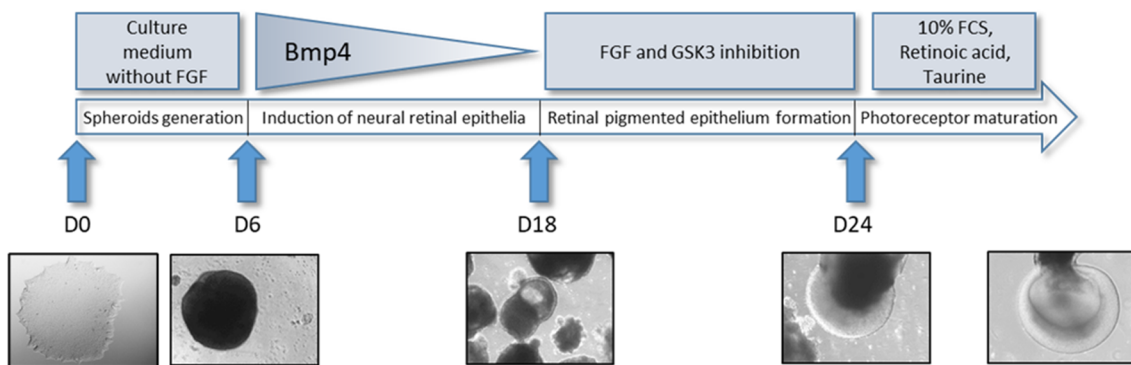 Culture
medium
without FGF
Bmp4
FGF and GSK3 inhibition
10% FCS,
Retinoic acid,
Taurine
Spheroids generation
Induction of neural retinal epithelia
Retinal pigmented epithelium formation
Photoreceptor maturation
D0
D6
D18
D24